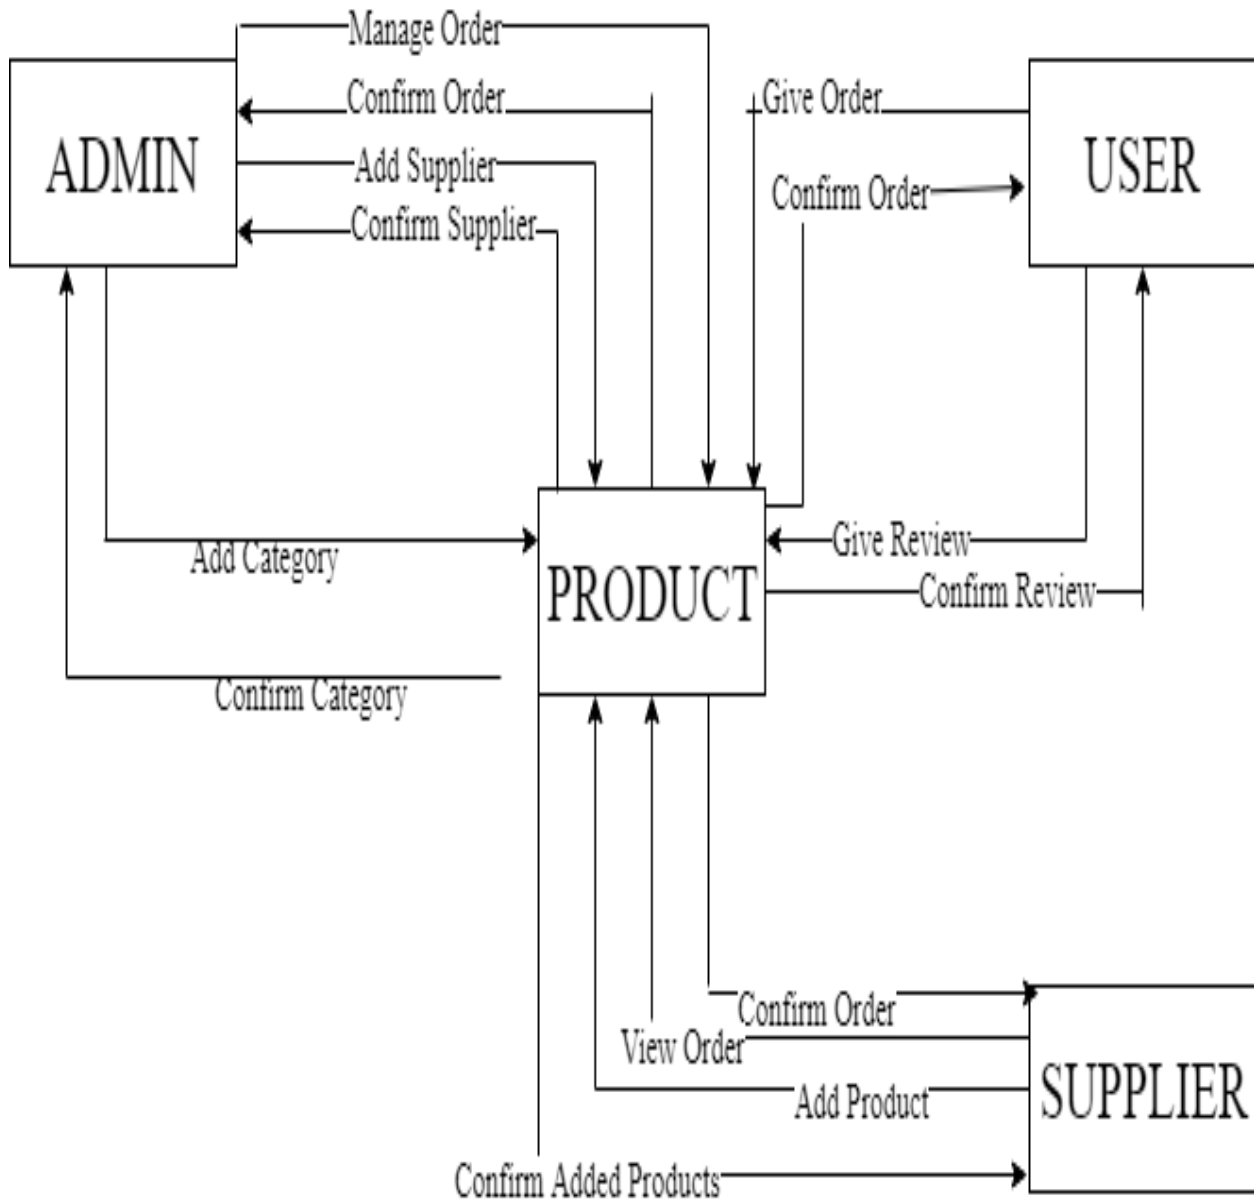 Manage Order
Confirm Order
Give Order
ADMIN
Add Supplier
USER
Confirm Order
Confirm Supplier
Give Review
Add Category
PRODUCT
Confirm Review
Confirm Category
Confirm Order
View Order
SUPPLIER
Add Product
Confirm Added Products